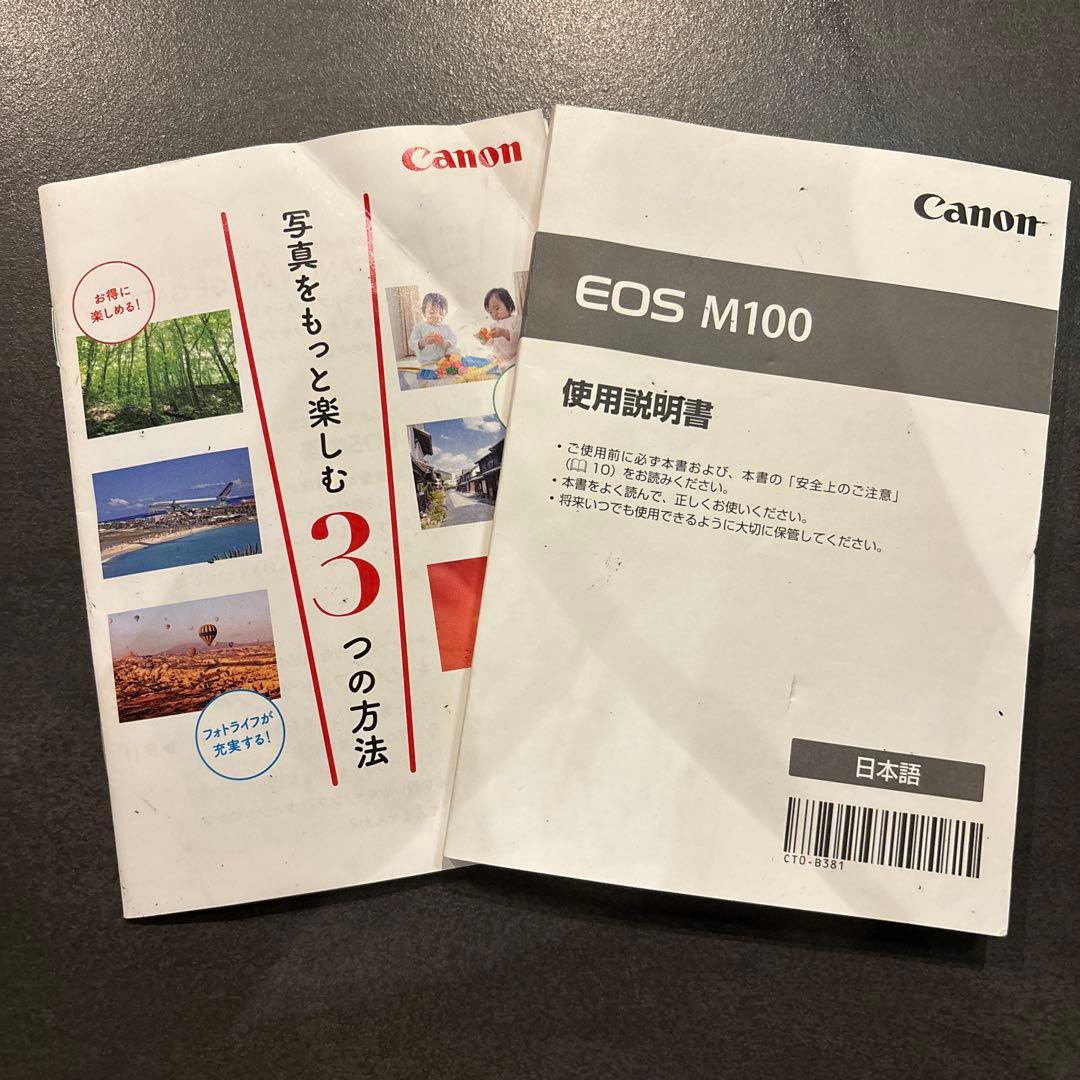 Canon
写真をもっと楽しむ
3
つの方法
お得に
楽しめる!
フォトライフが
充実する!
Canon
EOS M100
使用説明書
・ご使用前に必ず本書および、本書の「安全上のご注意」
(📖 10)をお読みください。
・本書をよく読んで、正しくお使いください。
・将来いつでも使用できるように大切に保管してください。
日本語
CT0-B381